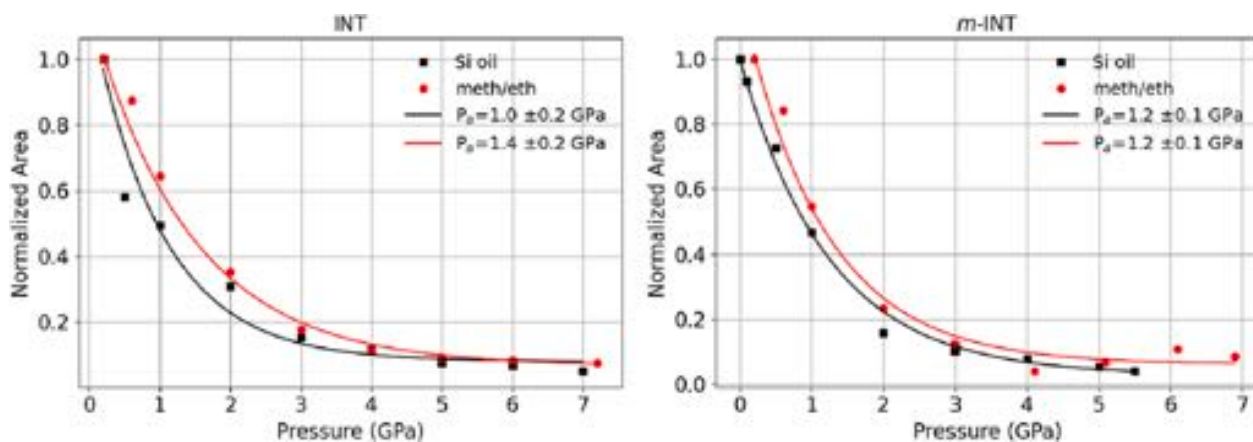 INT
1.0
0.8
0.6
0.4
0.2
Normalized Area
0 1 2 3 4 5 6 7
Pressure (GPa)
Si oil
meth/eth
Pₐ=1.0 ±0.2 GPa
Pₐ=1.4 ±0.2 GPa
m-INT
1.0
0.8
0.6
0.4
0.2
0.0
Normalized Area
0 1 2 3 4 5 6 7
Pressure (GPa)
Si oil
meth/eth
Pₐ=1.2 ±0.1 GPa
Pₐ=1.2 ±0.1 GPa